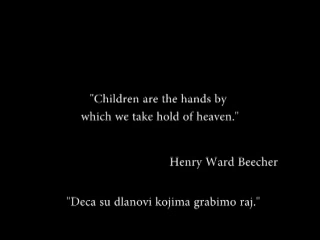 "Children are the hands by
which we take hold of heaven."
Henry Ward Beecher
"Deca su dlanovi kojima grabimo raj."